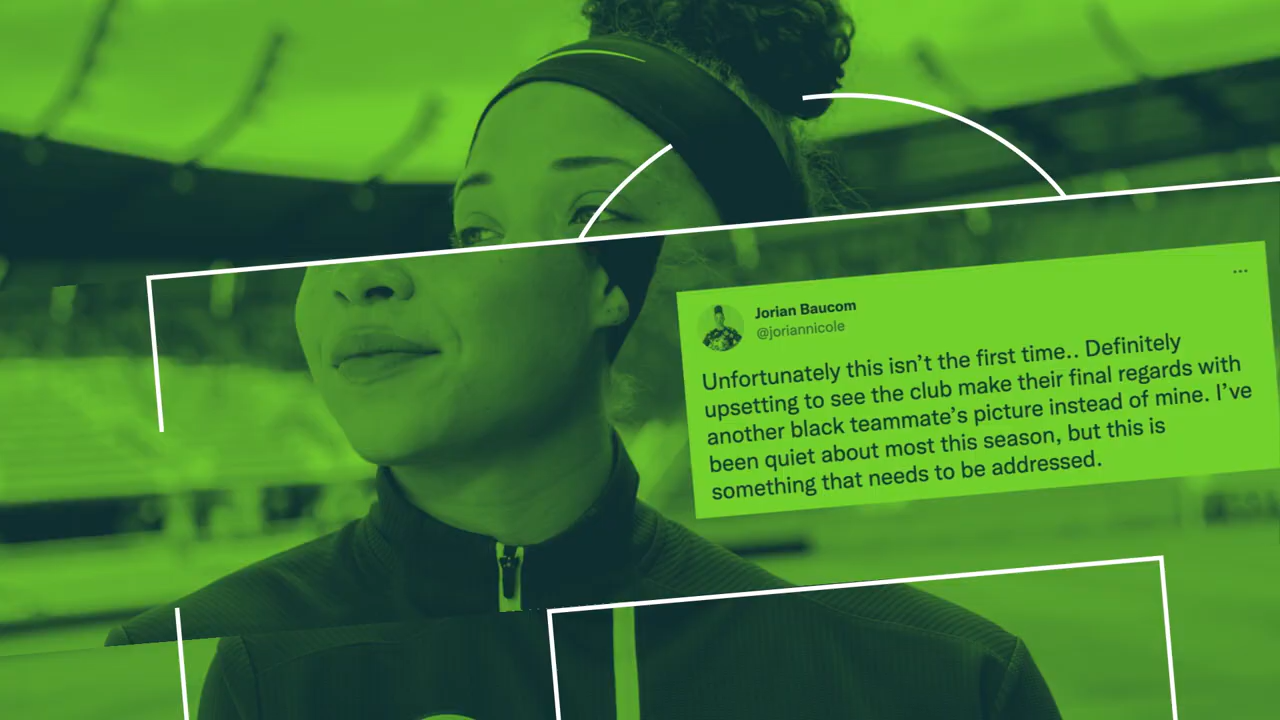 Jorian Baucom
@joriannicole
Unfortunately this isn’t the first time.. Definitely
upsetting to see the club make their final regards with
another black teammate’s picture instead of mine. I’ve
been quiet about most this season, but this is
something that needs to be addressed.